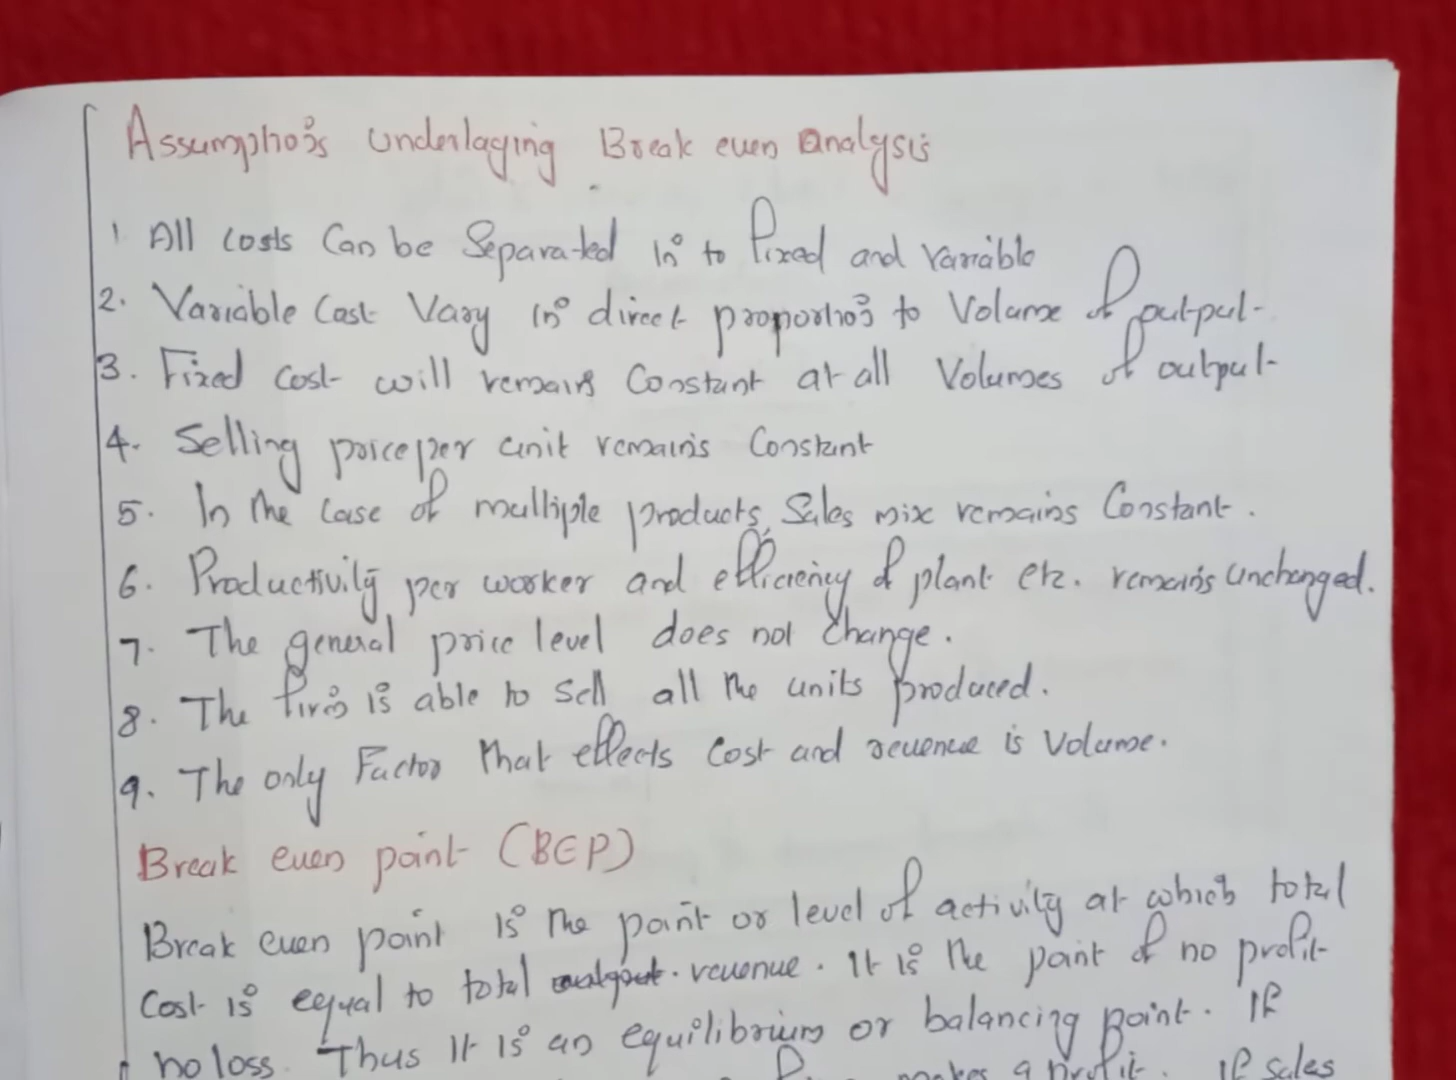 Assumptions underlaying Break even analysis
1 All costs Can be Separated in to fixed and variable
2. Variable Cost Vary in direct proportion to Volume of output
3. Fixed Cost will remains Constant at all Volumes of output
4. Selling price per unit remains Constant
5. In the case of multiple products, Sales mix remains Constant.
6. Productivity per worker and efficiency of plant etc. remains unchanged.
7. The general price level does not change.
8. The firm is able to sell all the units produced.
9. The only Factor that effects Cost and revenue is Volume.
Break even point (BEP)
Break even point is the point or level of activity at which total
Cost is equal to total revenue. It is the point of no profit
no loss. Thus it is an equilibrium or balancing point. If
makes a profit. If sales